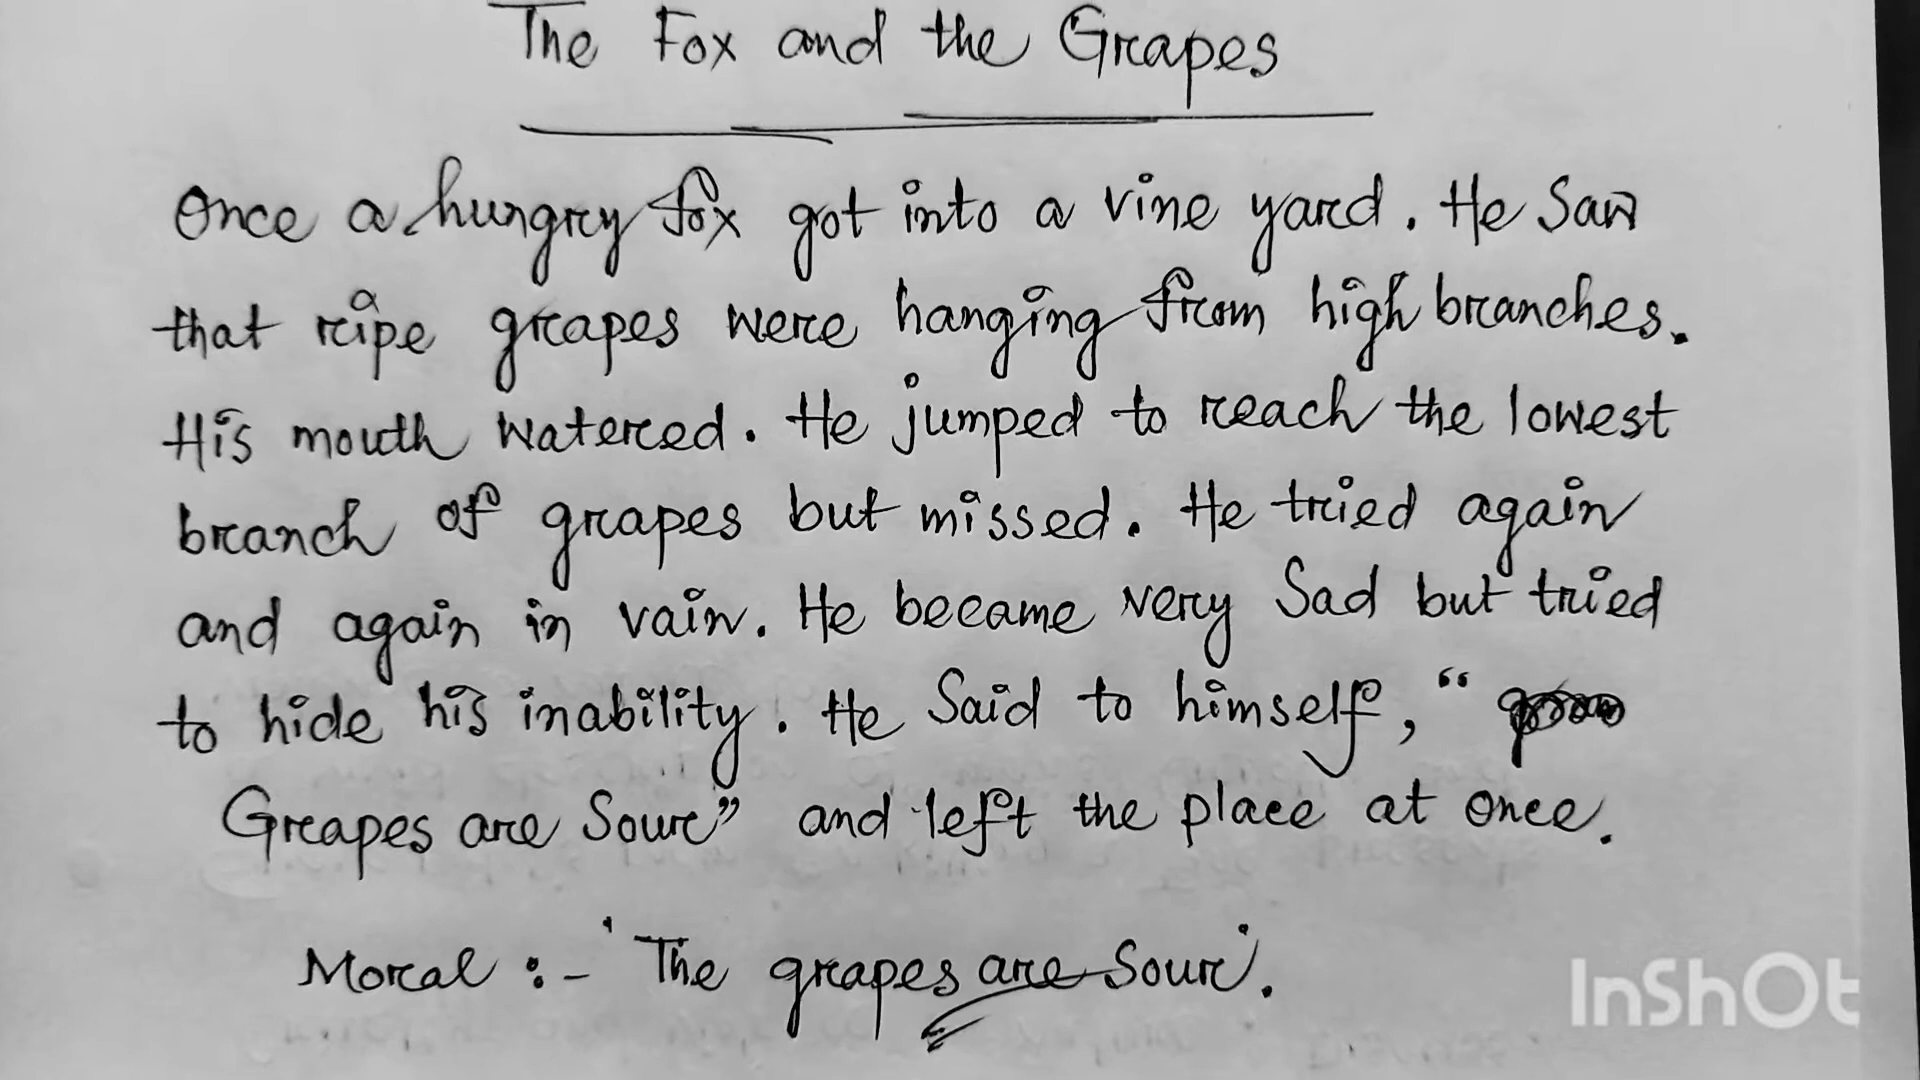 The Fox and the Grapes
Once a hungry fox got into a vine yard. He Saw
that ripe grapes were hanging from high branches.
His mouth watered. He jumped to reach the lowest
branch of grapes but missed. He tried again
and again in vain. He became very Sad but tried
to hide his inability. He Said to himself, "
Grapes are Sour" and left the place at once.
Moral :- 'The grapes are Sour'.
InShOt